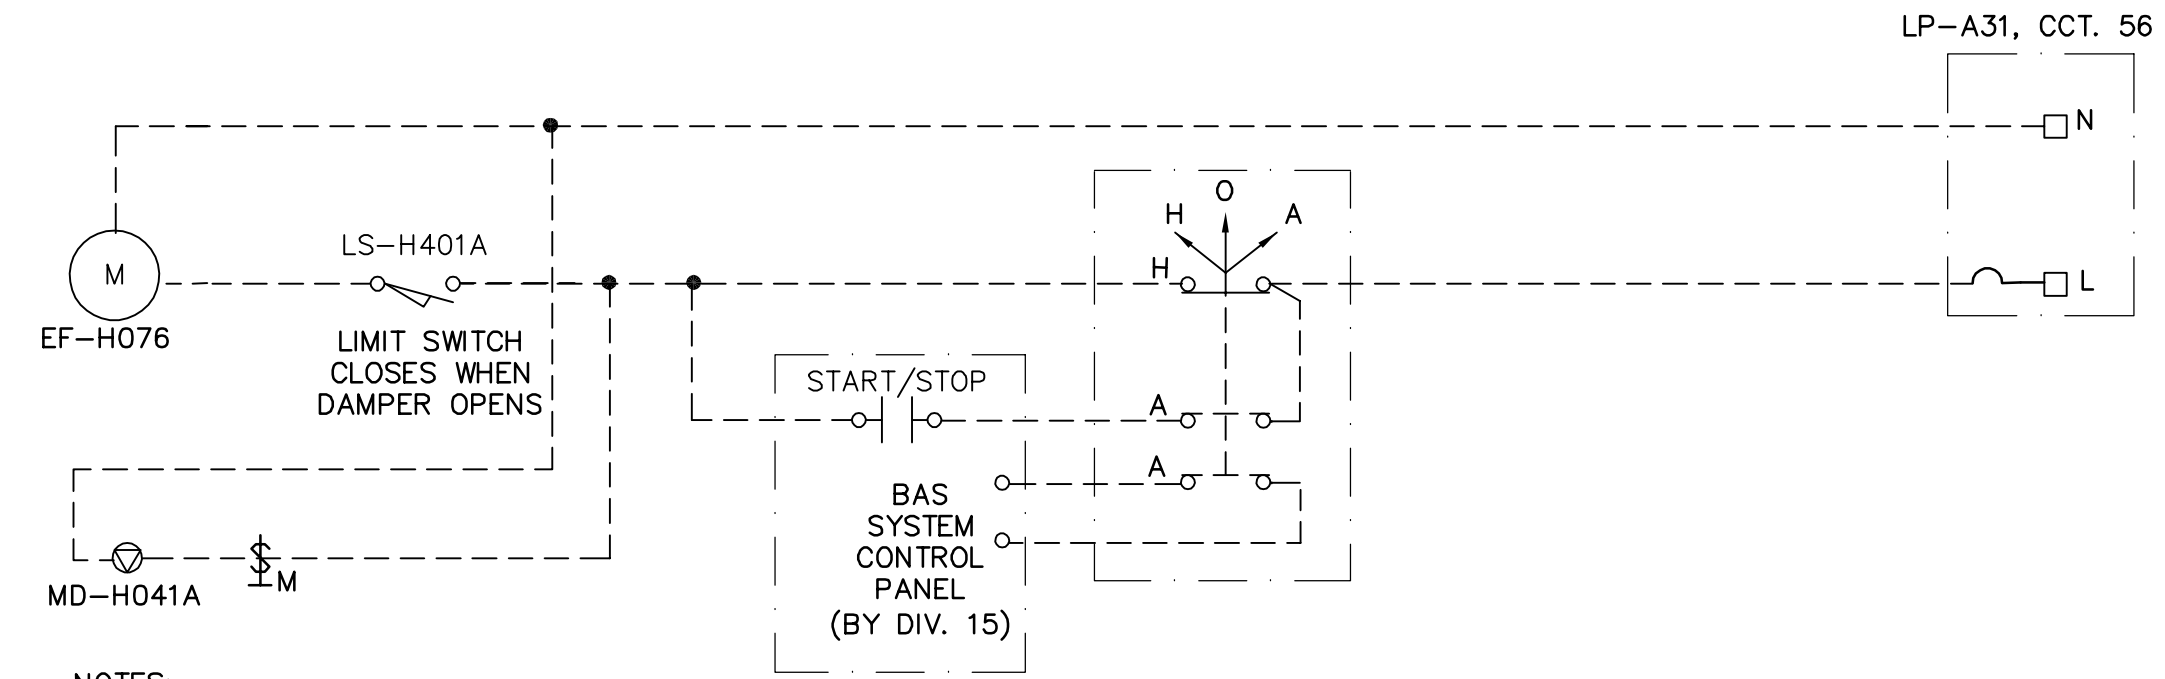 LP-A31, CCT. 56
N
O
H
A
LS-H401A
M
H
L
EF-H076
LIMIT SWITCH
CLOSES WHEN
DAMPER OPENS
START/STOP
A
A
BAS
SYSTEM
CONTROL
PANEL
(BY DIV. 15)
MD-H041A
M
NOTES: